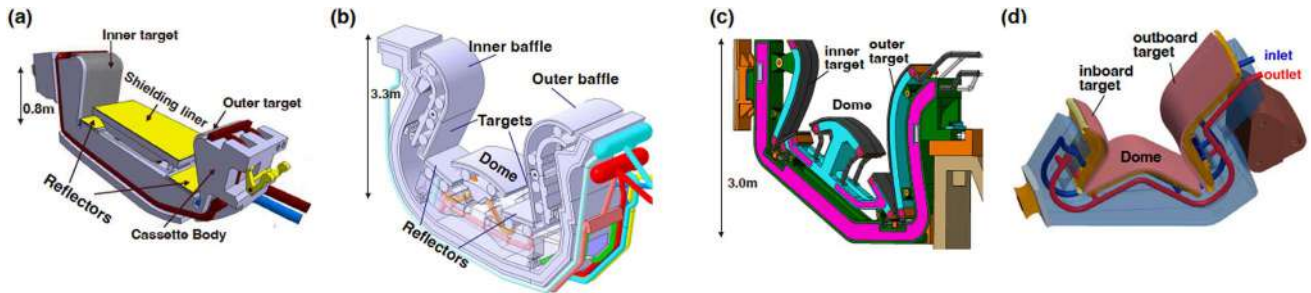 (a)
Inner target
0.8m
Shielding liner
Outer target
Reflectors
Cassette Body
(b)
3.3m
Inner baffle
Outer baffle
Targets
Dome
Reflectors
(c)
inner
target
outer
target
Dome
3.0m
(d)
outboard
target
inlet
outlet
inboard
target
Dome